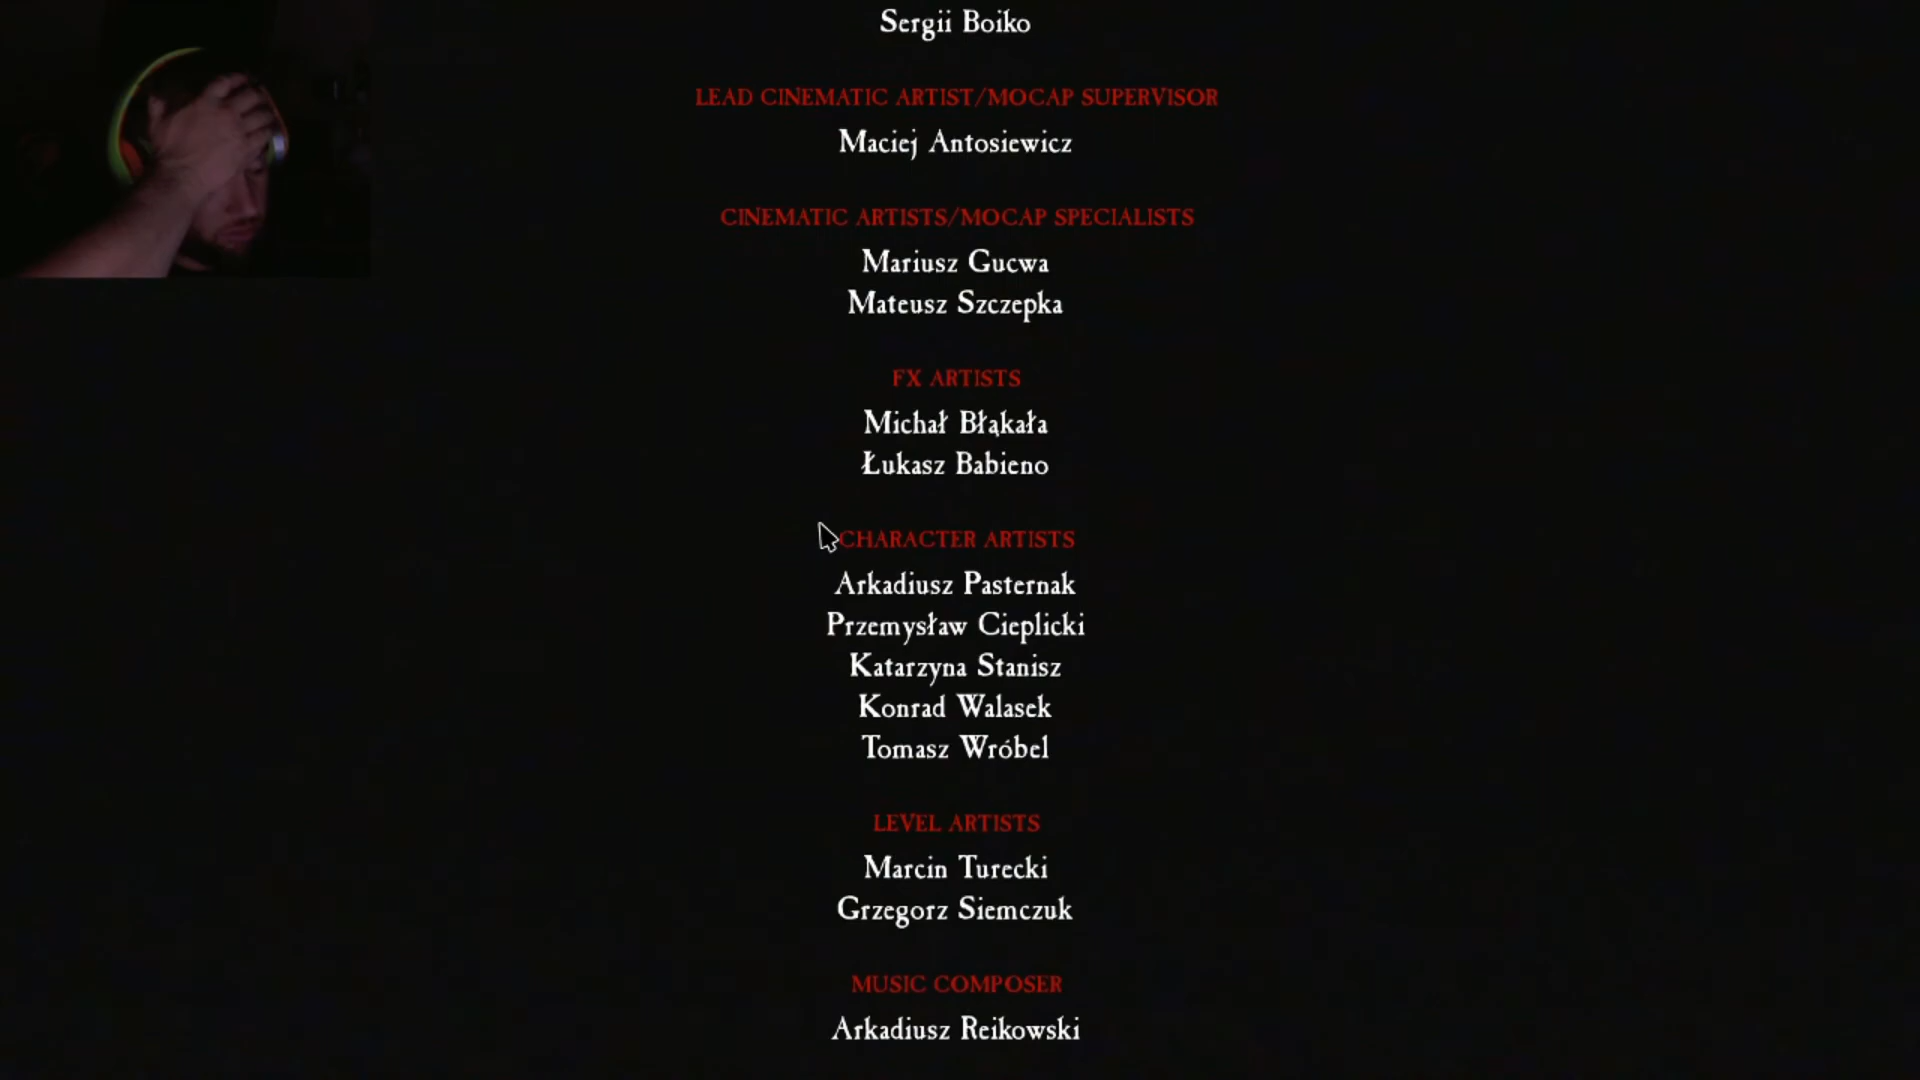 Sergii Boiko
LEAD CINEMATIC ARTIST/MOCAP SUPERVISOR
Maciej Antosiewicz
CINEMATIC ARTISTS/MOCAP SPECIALISTS
Mariusz Gucwa
Mateusz Szczepka
FX ARTISTS
Michał Błąkała
Łukasz Babieno
CHARACTER ARTISTS
Arkadiusz Pasternak
Przemysław Cieplicki
Katarzyna Stanisz
Konrad Walasek
Tomasz Wróbel
LEVEL ARTISTS
Marcin Turecki
Grzegorz Siemczuk
MUSIC COMPOSER
Arkadiusz Reikowski